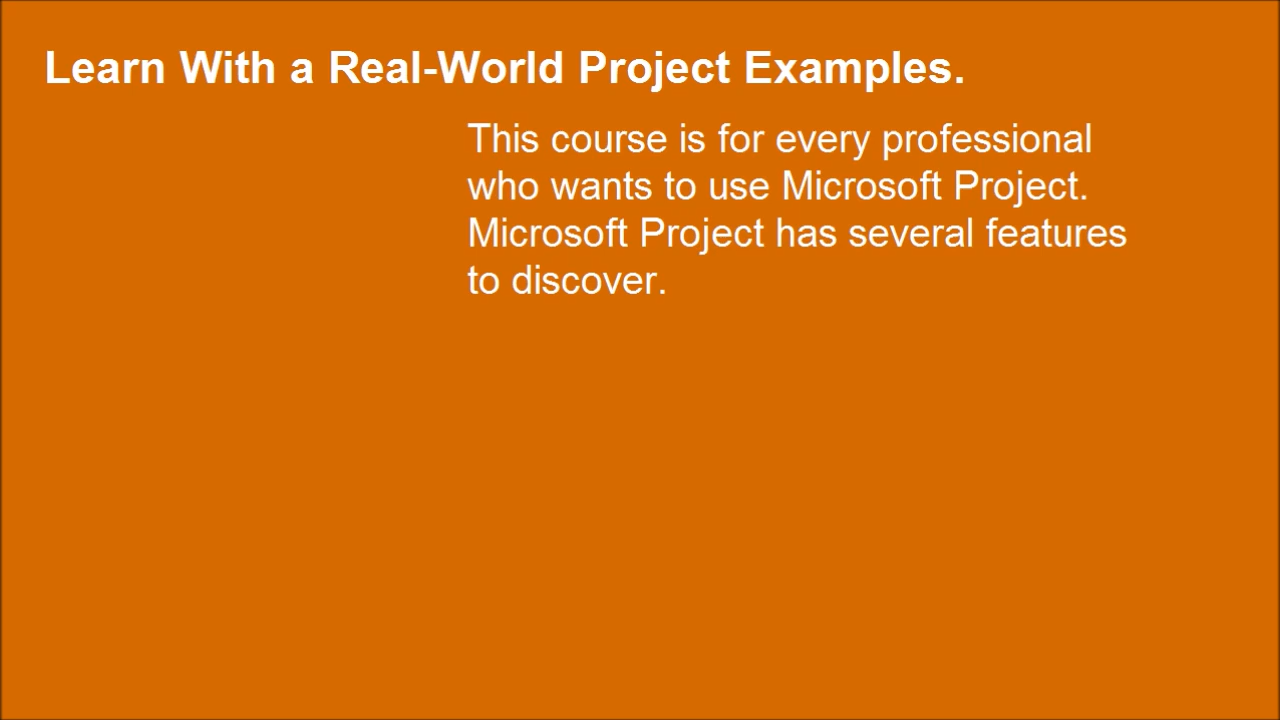 Learn With a Real-World Project Examples.
This course is for every professional
who wants to use Microsoft Project.
Microsoft Project has several features
to discover.